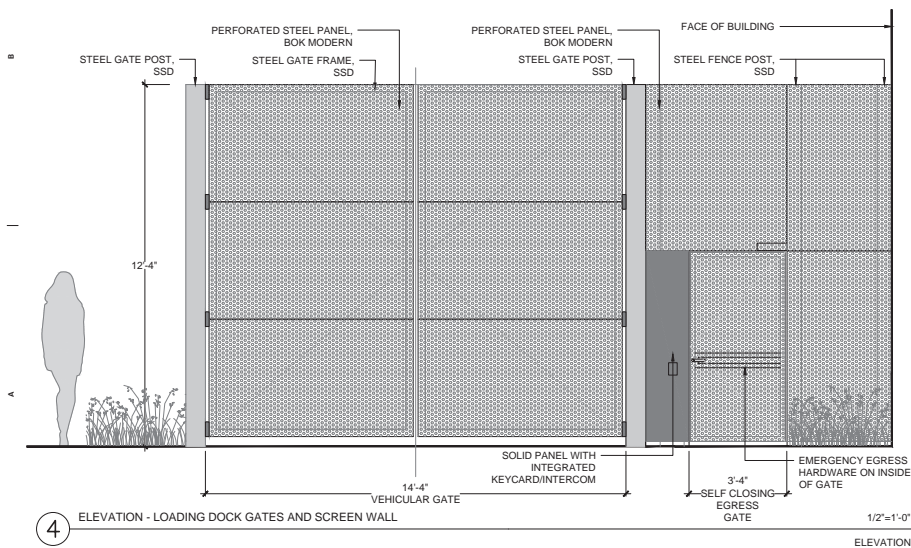 B
PERFORATED STEEL PANEL,
BOK MODERN
PERFORATED STEEL PANEL,
BOK MODERN
FACE OF BUILDING
STEEL GATE POST,
SSD
STEEL GATE FRAME,
SSD
STEEL GATE POST,
SSD
STEEL FENCE POST,
SSD
12'-4"
A
SOLID PANEL WITH
INTEGRATED
KEYCARD/INTERCOM
EMERGENCY EGRESS
HARDWARE ON INSIDE
OF GATE
14'-4"
VEHICULAR GATE
3'-4"
SELF CLOSING
EGRESS
GATE
4
ELEVATION - LOADING DOCK GATES AND SCREEN WALL
1/2"=1'-0"
ELEVATION